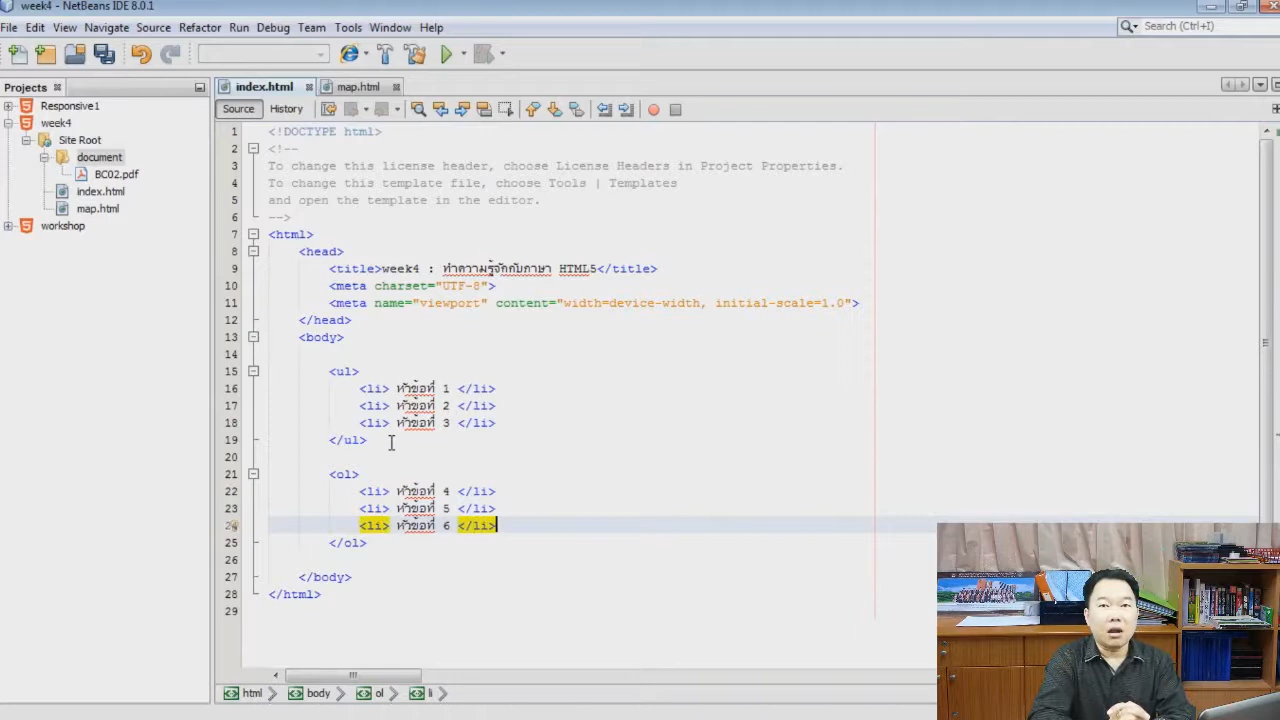 week4 - NetBeans IDE 8.0.1
File Edit View Navigate Source Refactor Run Debug Team Tools Window Help
Search (Ctrl+I)
Projects
index.html
map.html
Responsive1
week4
Site Root
document
BC02.pdf
index.html
map.html
workshop
Source History
1 <!DOCTYPE html>
2 <!--
3 To change this license header, choose License Headers in Project Properties.
4 To change this template file, choose Tools | Templates
5 and open the template in the editor.
6 -->
7 <html>
8 <head>
9 <title>week4 : ทำความรู้จักกับภาษา HTML5</title>
10 <meta charset="UTF-8">
11 <meta name="viewport" content="width=device-width, initial-scale=1.0">
12 </head>
13 <body>
14
15 <ul>
16 <li> หัวข้อที่ 1 </li>
17 <li> หัวข้อที่ 2 </li>
18 <li> หัวข้อที่ 3 </li>
19 </ul>
20
21 <ol>
22 <li> หัวข้อที่ 4 </li>
23 <li> หัวข้อที่ 5 </li>
<li> หัวข้อที่ 6 </li>
25 </ol>
26
27 </body>
28 </html>
29
html body ol li